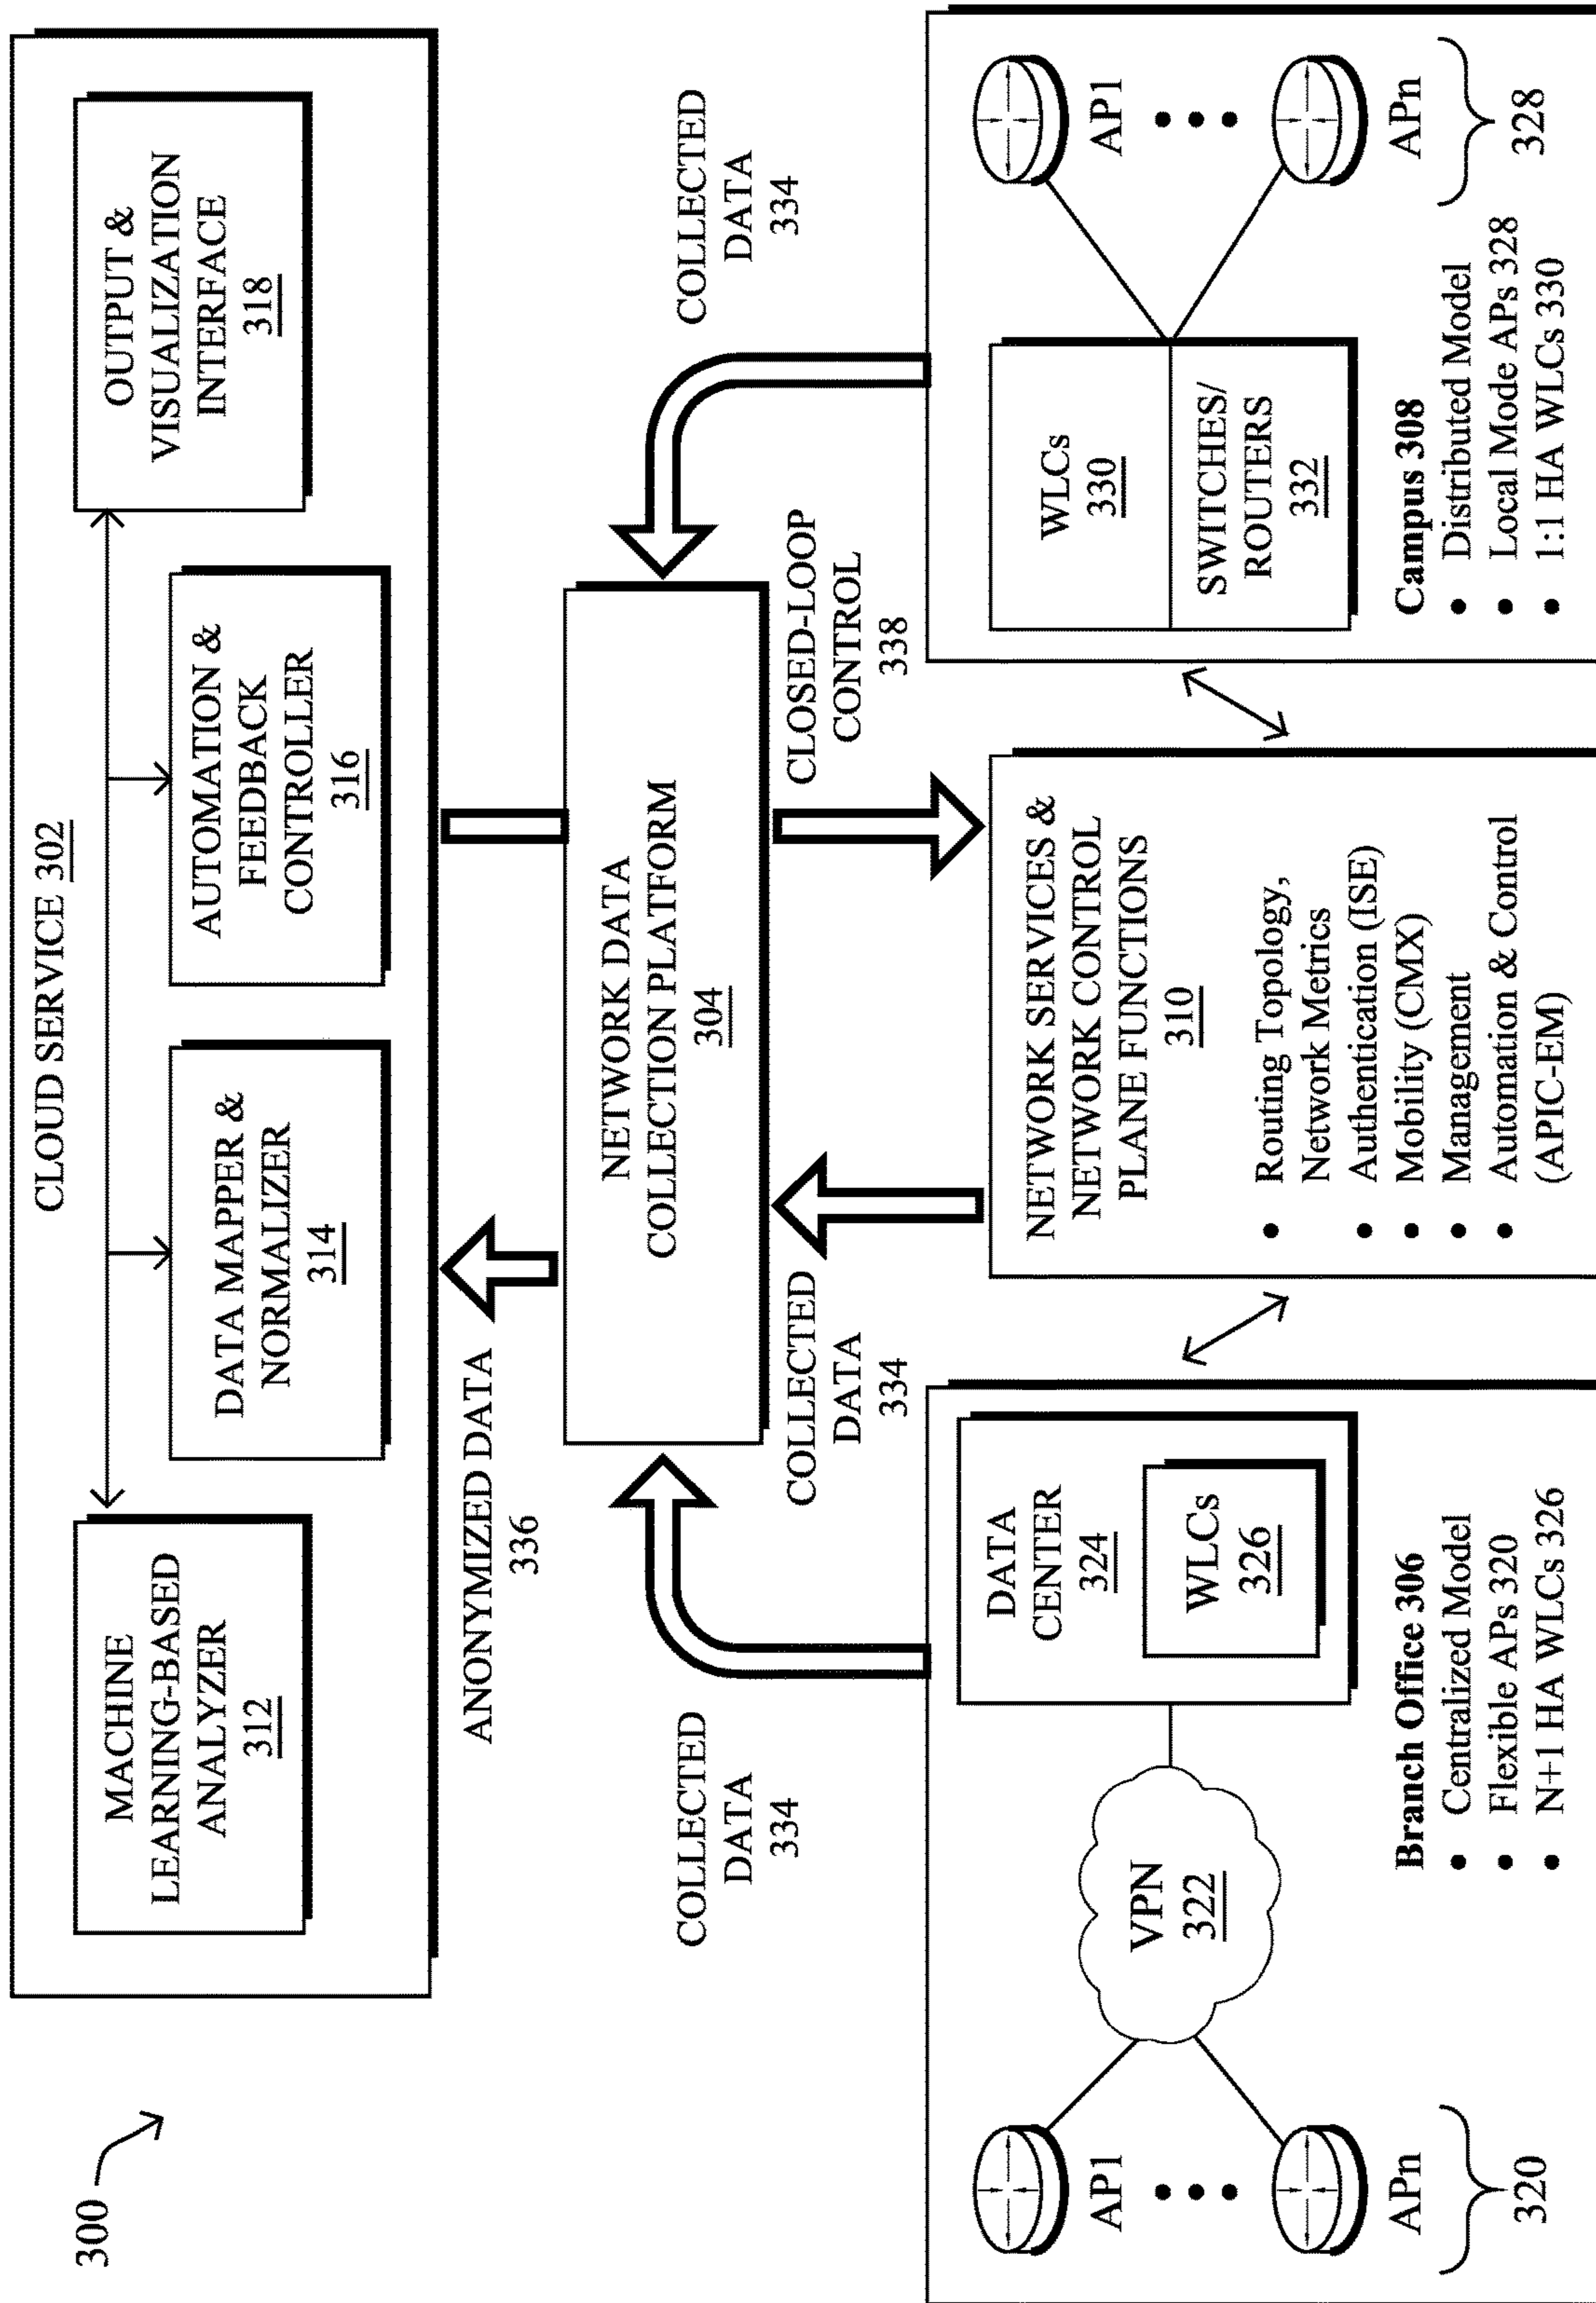 300
CLOUD SERVICE 302
MACHINE
LEARNING-BASED
ANALYZER
312
DATA MAPPER &
NORMALIZER
314
AUTOMATION &
FEEDBACK
CONTROLLER
316
OUTPUT &
VISUALIZATION
INTERFACE
318
ANONYMIZED DATA
336
COLLECTED
DATA
334
NETWORK DATA
COLLECTION PLATFORM
304
COLLECTED
DATA
334
COLLECTED
DATA
334
CLOSED-LOOP
CONTROL
338
AP1
APn
320
VPN
322
DATA
CENTER
324
WLCs
326
Branch Office 306
• Centralized Model
• Flexible APs 320
• N+1 HA WLCs 326
NETWORK SERVICES &
NETWORK CONTROL
PLANE FUNCTIONS
310
• Routing Topology,
Network Metrics
• Authentication (ISE)
• Mobility (CMX)
• Management
• Automation & Control
(APIC-EM)
WLCs
330
SWITCHES/
ROUTERS
332
AP1
APn
328
Campus 308
• Distributed Model
• Local Mode APs 328
• 1:1 HA WLCs 330